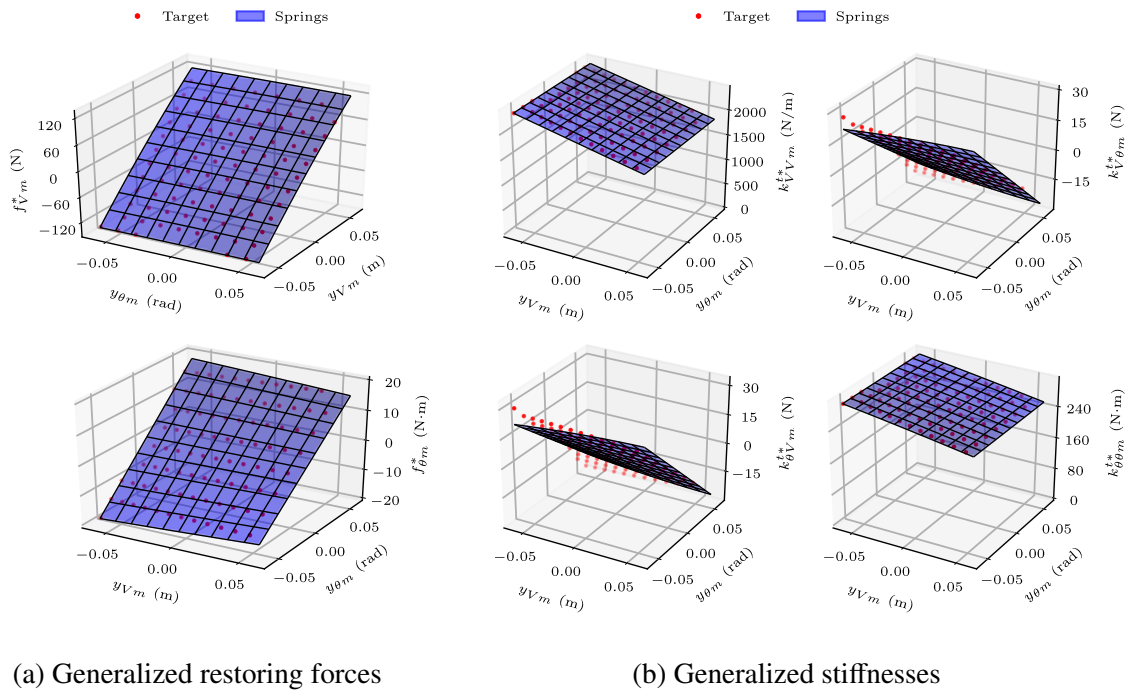 Target Springs
Target Springs
120
60
0
−60
−120
f*Vm (N)
−0.05
0.00
0.05
yθm (rad)
−0.05
0.00
0.05
yVm (m)
2000
1500
1000
500
0
k^t*VVm (N/m)
−0.05
0.00
0.05
yVm (m)
−0.05
0.00
0.05
yθm (rad)
30
15
0
−15
k^t*Vθm (N)
−0.05
0.00
0.05
yVm (m)
−0.05
0.00
0.05
yθm (rad)
20
10
0
−10
−20
f*θm (N·m)
−0.05
0.00
0.05
yVm (m)
−0.05
0.00
0.05
yθm (rad)
30
15
0
−15
k^t*θVm (N)
−0.05
0.00
0.05
yVm (m)
−0.05
0.00
0.05
yθm (rad)
240
160
80
0
k^t*θθm (N·m)
−0.05
0.00
0.05
yVm (m)
−0.05
0.00
0.05
yθm (rad)
(a) Generalized restoring forces
(b) Generalized stiffnesses